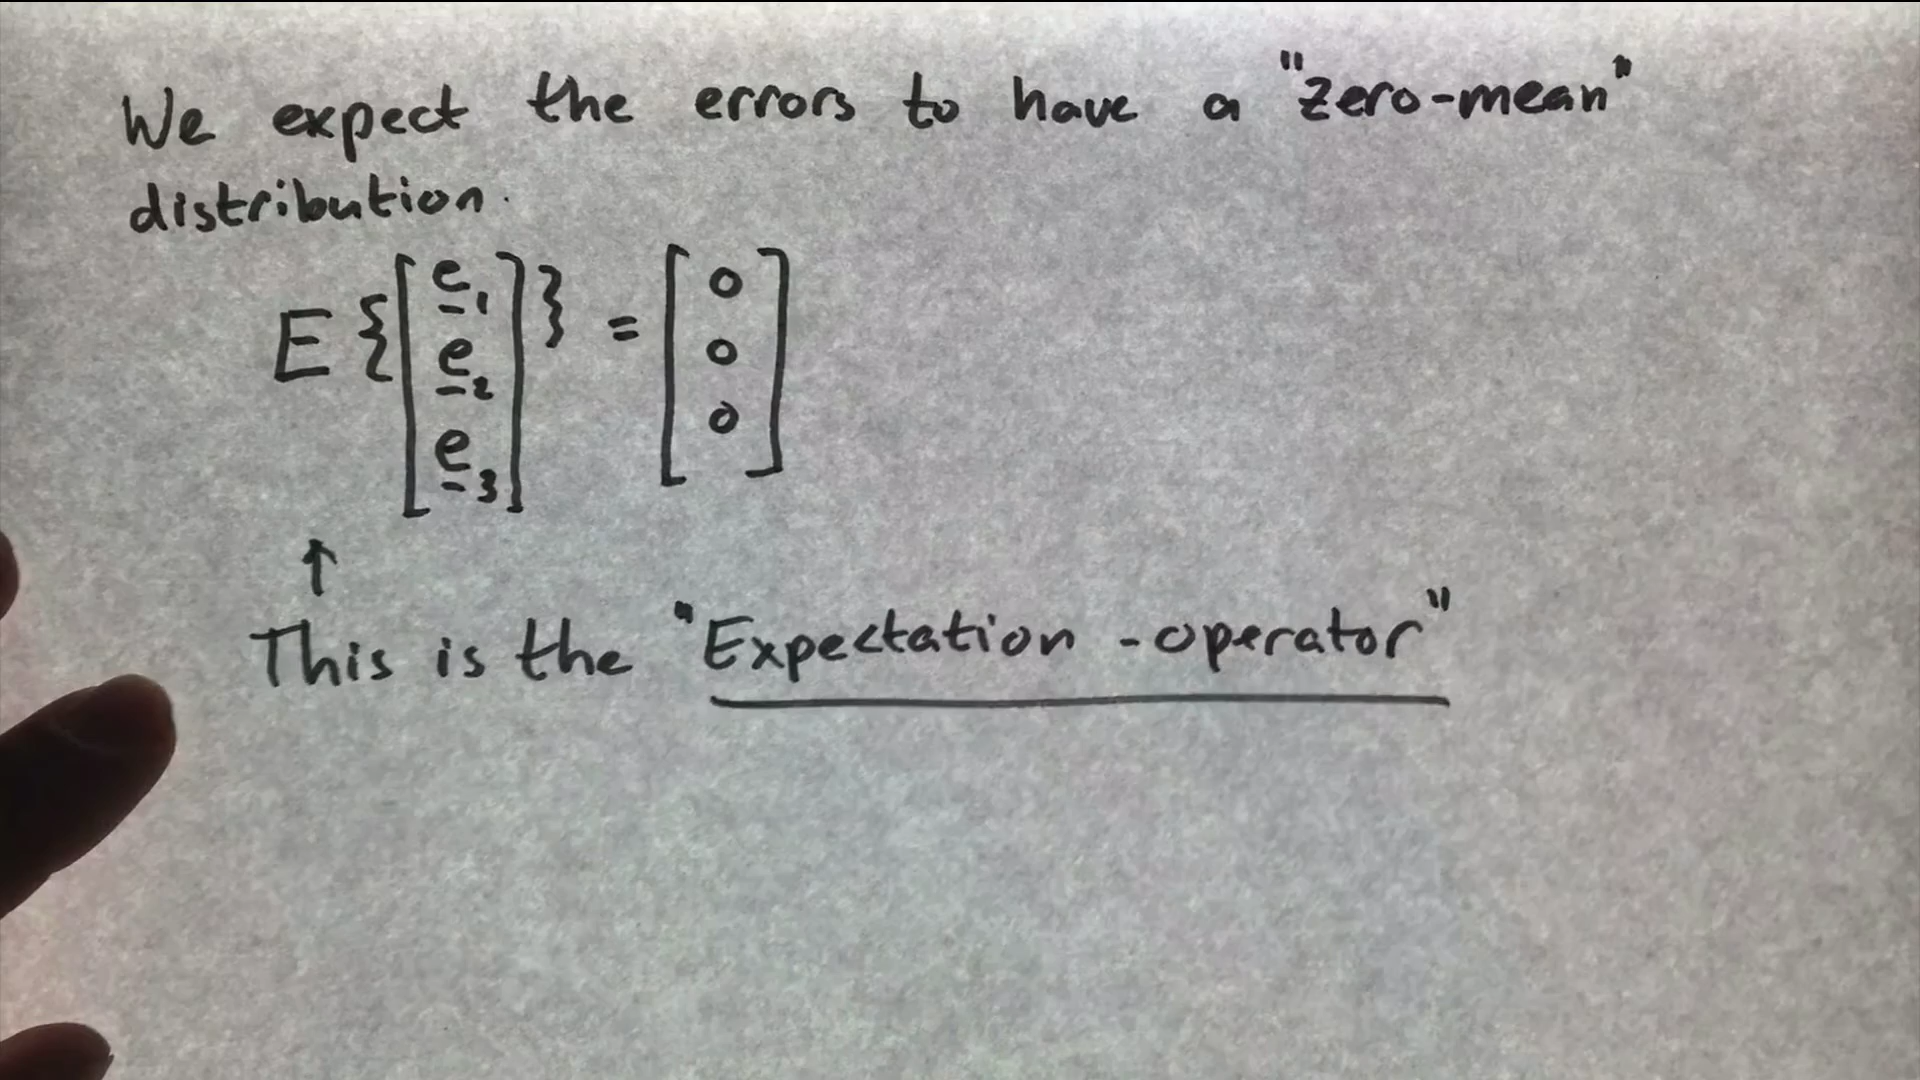 We expect the errors to have a "zero-mean"
distribution.
E{[e1 e2 e3]} = [0 0 0]
↑
This is the "Expectation-operator"